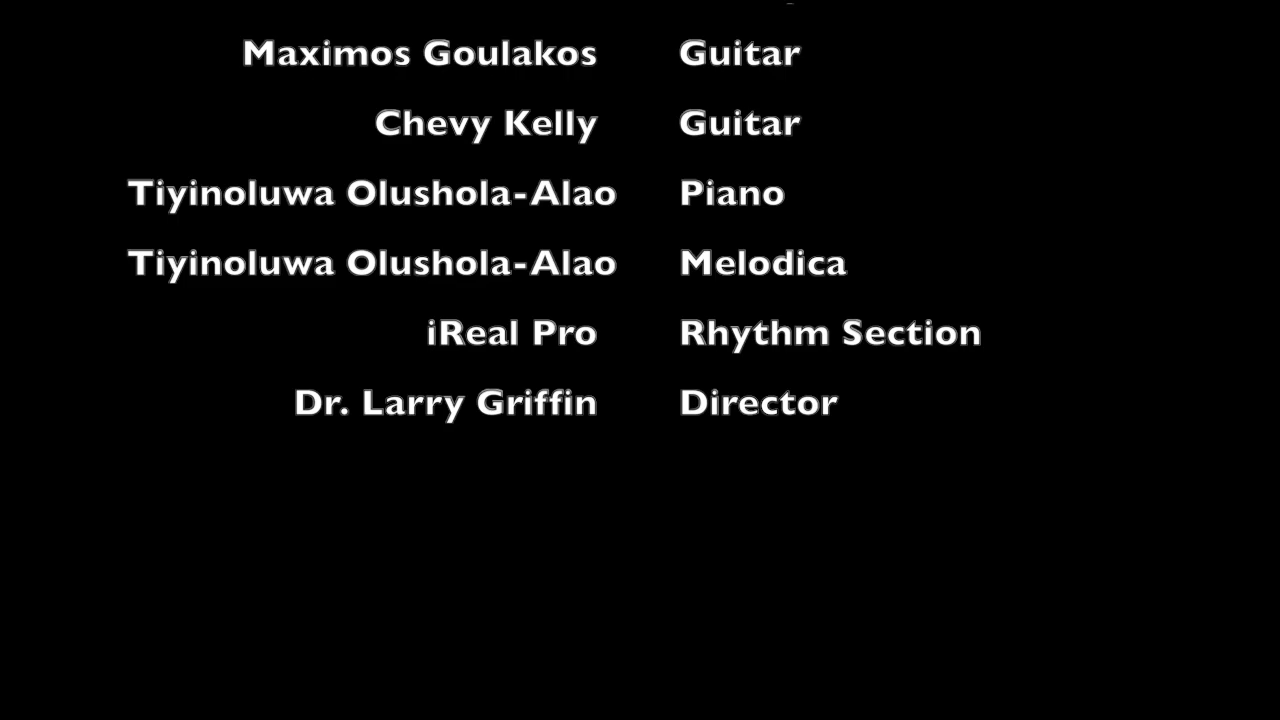 Maximos Goulakos Guitar
Chevy Kelly Guitar
Tiyinoluwa Olushola-Alao Piano
Tiyinoluwa Olushola-Alao Melodica
iReal Pro Rhythm Section
Dr. Larry Griffin Director